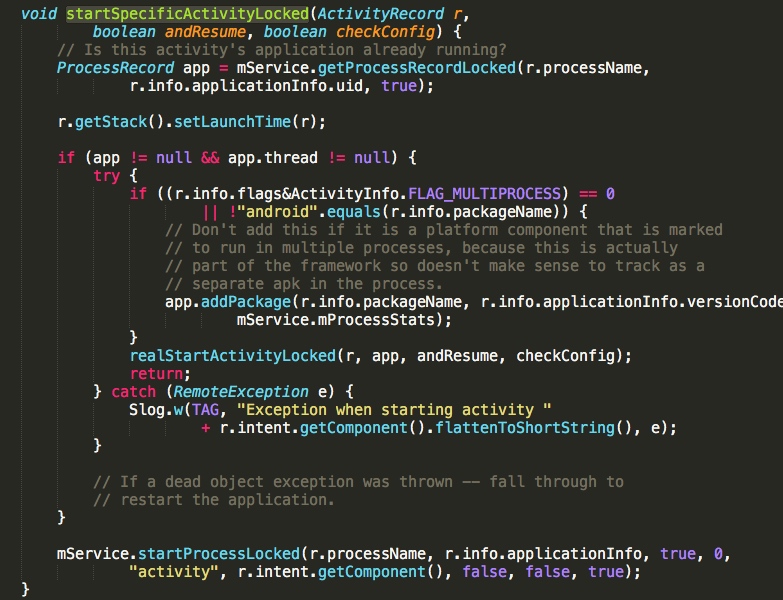 void startSpecificActivityLocked(ActivityRecord r,
        boolean andResume, boolean checkConfig) {
    // Is this activity's application already running?
    ProcessRecord app = mService.getProcessRecordLocked(r.processName,
            r.info.applicationInfo.uid, true);

    r.getStack().setLaunchTime(r);

    if (app != null && app.thread != null) {
        try {
            if ((r.info.flags&ActivityInfo.FLAG_MULTIPROCESS) == 0
                    || !"android".equals(r.info.packageName)) {
                // Don't add this if it is a platform component that is marked
                // to run in multiple processes, because this is actually
                // part of the framework so doesn't make sense to track as a
                // separate apk in the process.
                app.addPackage(r.info.packageName, r.info.applicationInfo.versionCode
                        mService.mProcessStats);
            }
            realStartActivityLocked(r, app, andResume, checkConfig);
            return;
        } catch (RemoteException e) {
            Slog.w(TAG, "Exception when starting activity "
                    + r.intent.getComponent().flattenToShortString(), e);
        }

        // If a dead object exception was thrown -- fall through to
        // restart the application.
    }

    mService.startProcessLocked(r.processName, r.info.applicationInfo, true, 0,
            "activity", r.intent.getComponent(), false, false, true);
}